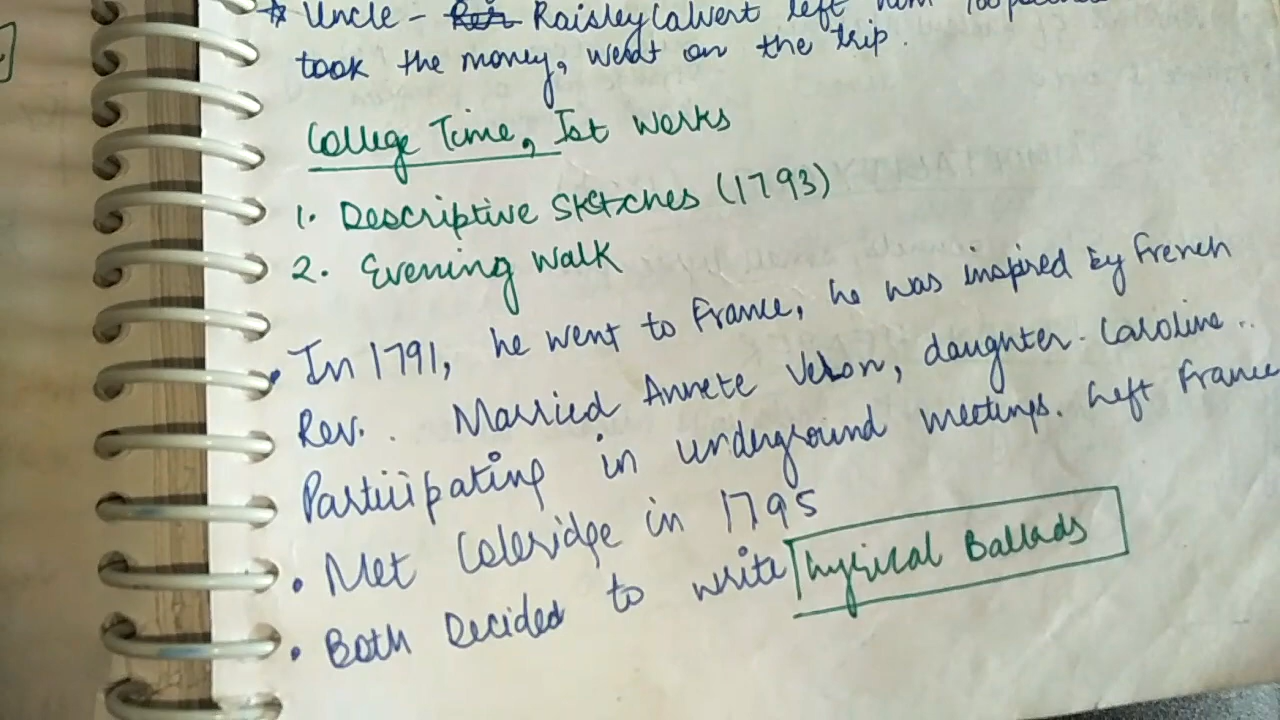 * Uncle - Raisley Calvert left him
took the money, went on the trip.
College Time, Ist Works
1. Descriptive Sketches (1793)
2. Evening Walk
• In 1791, he went to France, he was inspired by French
Rev. . Married Annete Velon, daughter - Caroline..
Participating in underground meetings. Left France
• Met Coleridge in 1795
• Both Decided to write Lyrical Ballads